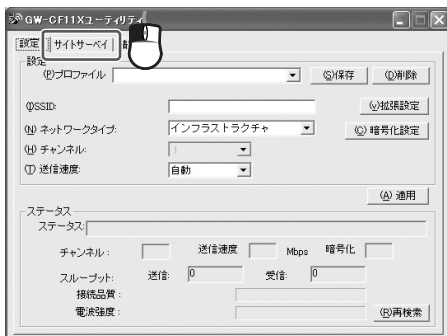 GW-CF11Xユーティリティ
設定 サイトサーベイ
設定
(P)プロファイル (S)保存 (D)削除
(I)SSID: (V)拡張設定
(N) ネットワークタイプ: インフラストラクチャ (C) 暗号化設定
(H) チャンネル: 1
(T) 送信速度: 自動
(A) 適用
ステータス
ステータス:
チャンネル: 送信速度 Mbps 暗号化
スループット: 送信: 0 受信: 0
接続品質:
電波強度: (R)再検索